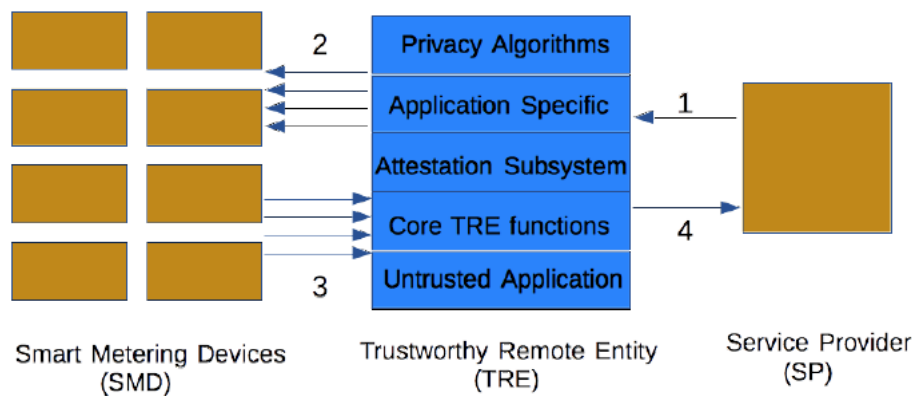 2
Privacy Algorithms
Application Specific
1
Attestation Subsystem
Core TRE functions
4
3
Untrusted Application
Smart Metering Devices
(SMD)
Trustworthy Remote Entity
(TRE)
Service Provider
(SP)